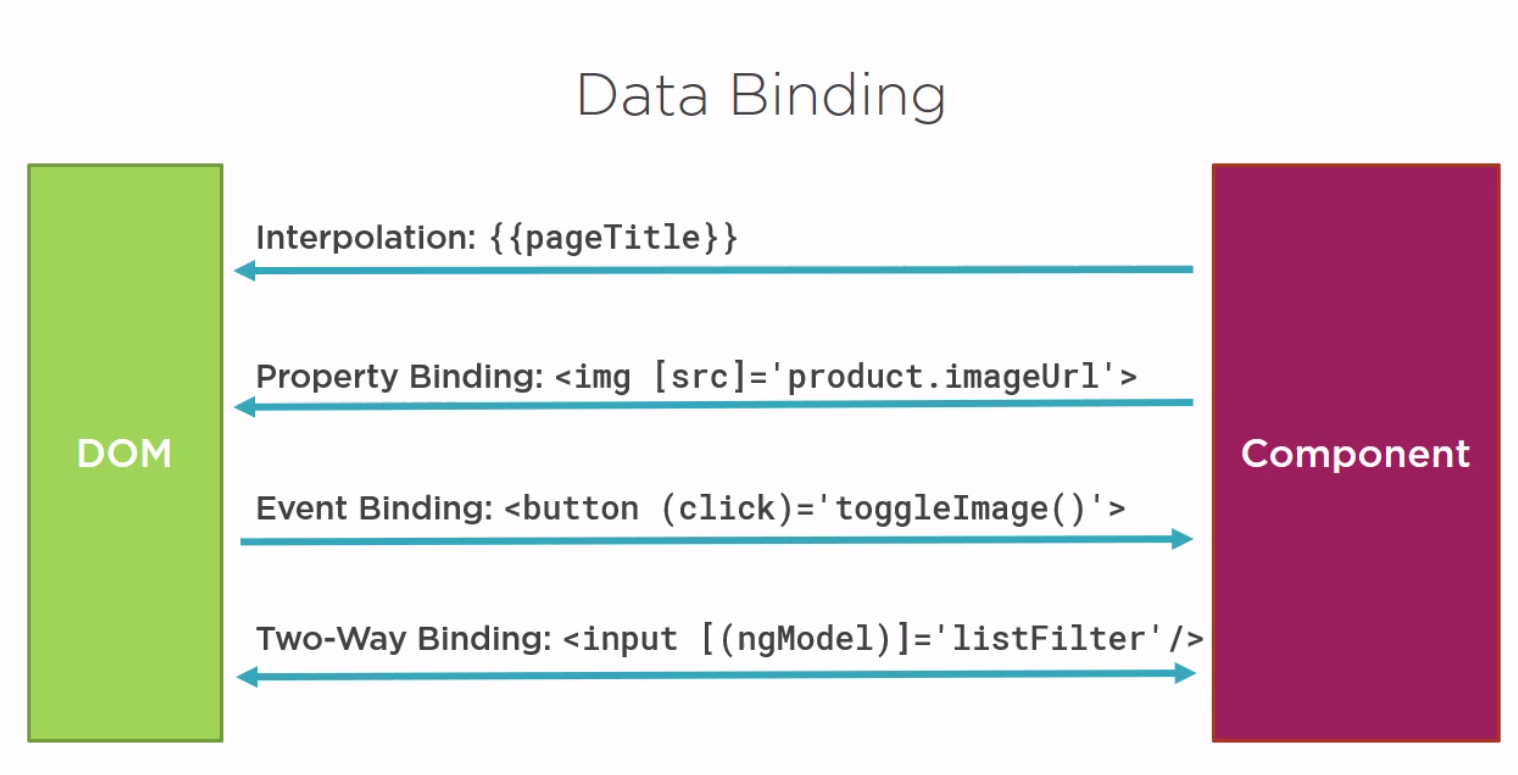 Data Binding
Interpolation: {{pageTitle}}
Property Binding: <img [src]='product.imageUrl'>
DOM
Component
Event Binding: <button (click)='toggleImage()'>
Two-Way Binding: <input [(ngModel)]='listFilter'/>